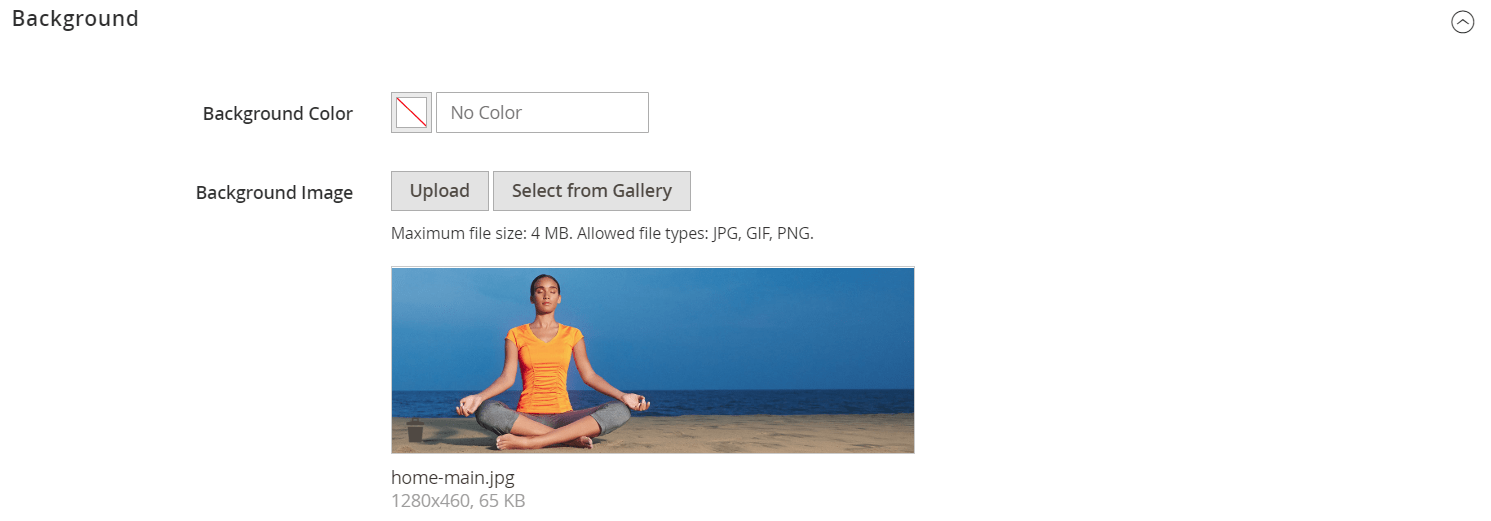 Background
Background Color
No Color
Background Image
Upload
Select from Gallery
Maximum file size: 4 MB. Allowed file types: JPG, GIF, PNG.
home-main.jpg
1280x460, 65 KB